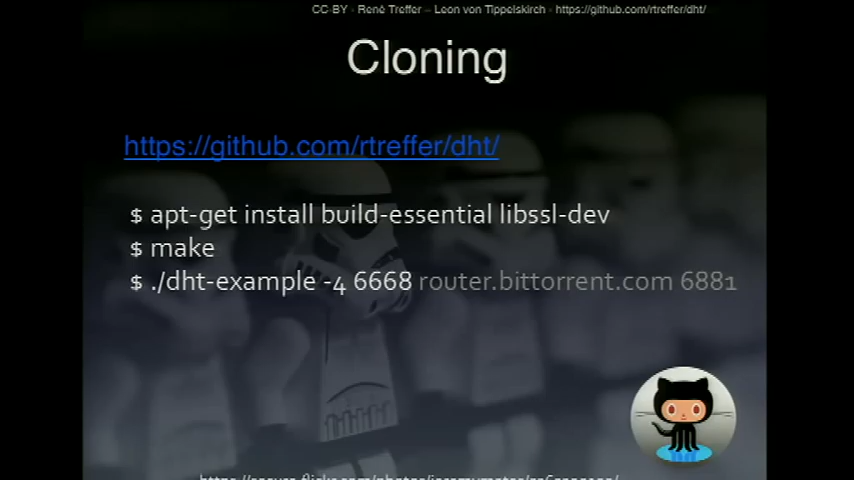 CC-BY - René Treffer – Leon von Tippelskirch - https://github.com/rtreffer/dht/
Cloning
https://github.com/rtreffer/dht/
$ apt-get install build-essential libssl-dev
$ make
$ ./dht-example -4 6668 router.bittorrent.com 6881